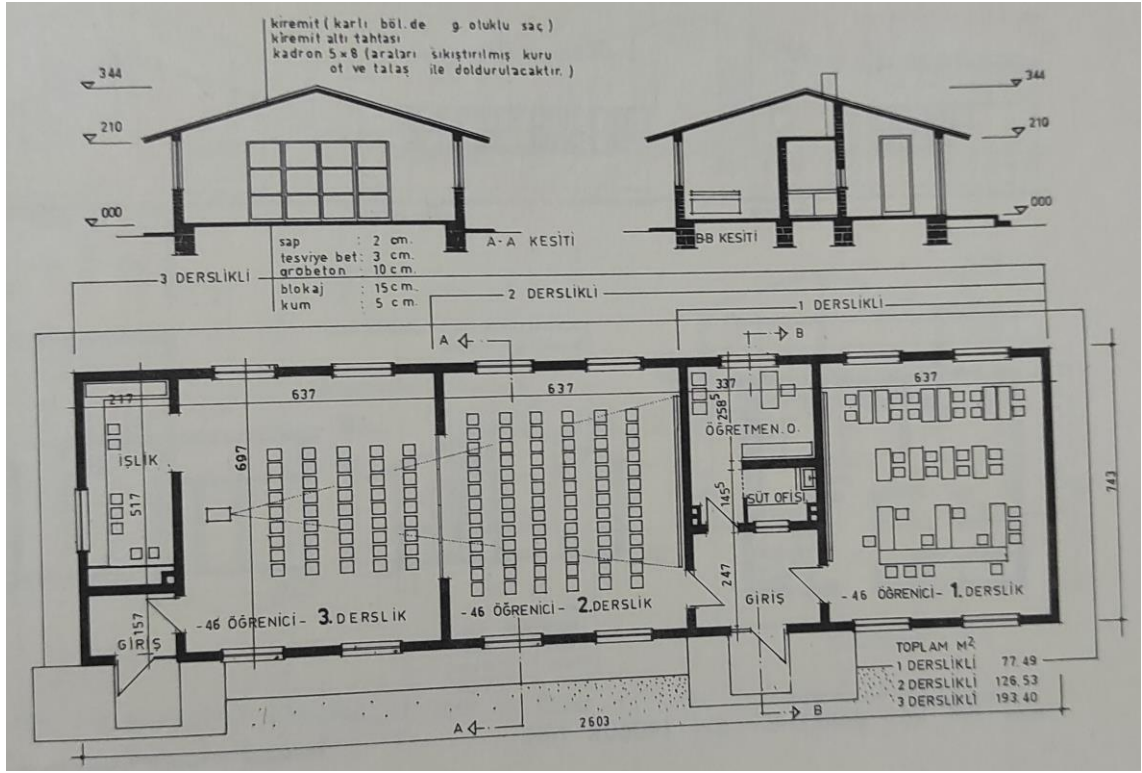 kiremit ( karlı böl. de g. oluklu saç )
kiremit altı tahtası
kadron 5×8 (araları sıkıştırılmış kuru
ot ve talaş ile doldurulacaktır. )
344
210
000
344
210
000
sap : 2 cm.
tesviye bet : 3 cm.
grobeton : 10 cm.
blokaj : 15 cm.
kum : 5 cm.
A-A KESİTİ
BB KESİTİ
3 DERSLİKLİ
2 DERSLİKLİ
1 DERSLİKLİ
A
B
217
637
637
337
637
258⁵
ÖĞRETMEN. O.
İŞLİK
697
517
145⁵
SÜT OFİSİ
743
247
GİRİŞ
157
GİRİŞ
-46 ÖĞRENİCİ- 3. DERSLİK
-46 ÖĞRENİCİ- 2. DERSLİK
-46 ÖĞRENİCİ- 1. DERSLİK
TOPLAM M²
1 DERSLİKLİ 77.49
2 DERSLİKLİ 126.53
3 DERSLİKLİ 193.40
A
B
2603